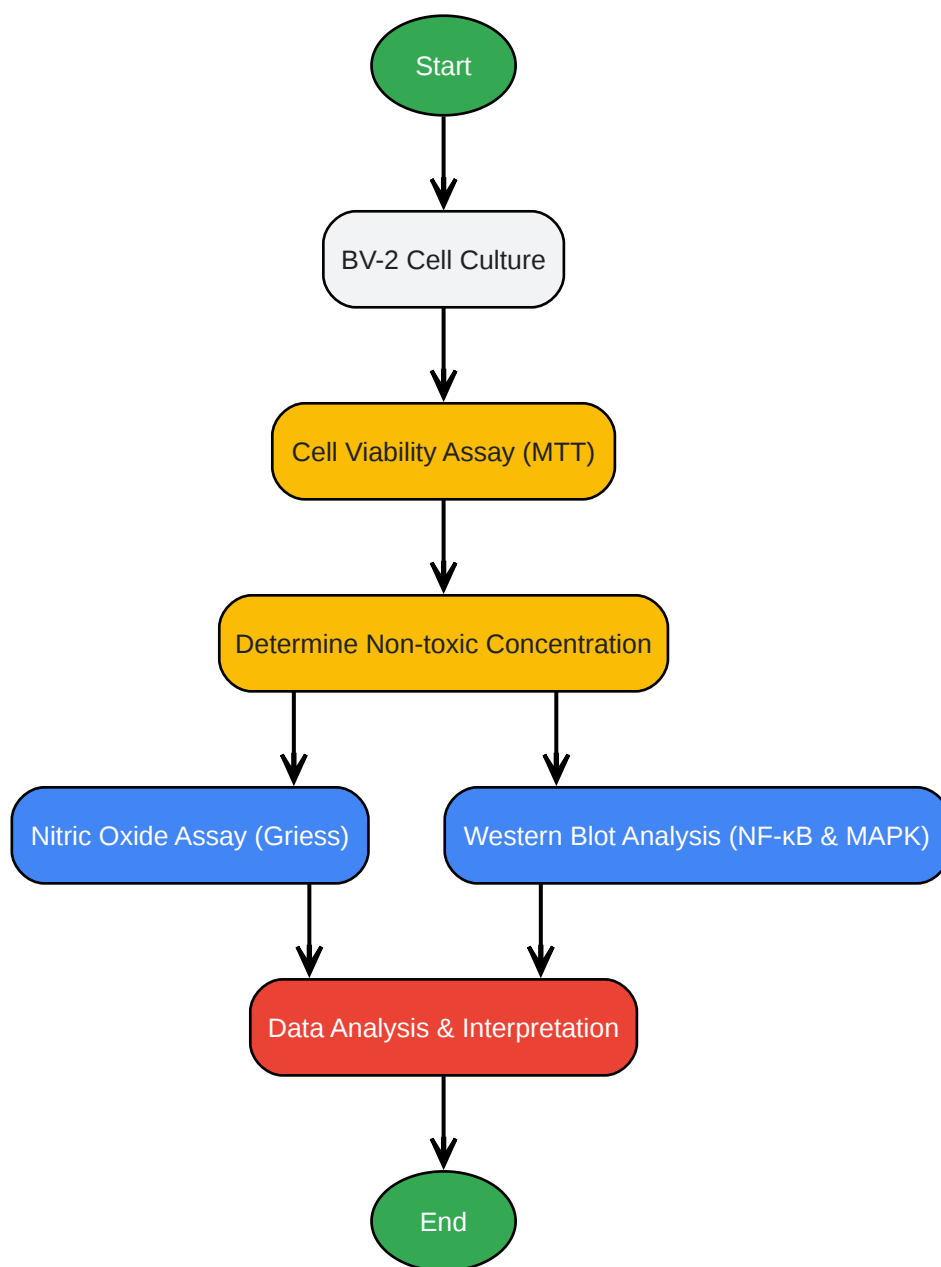 Start
BV-2 Cell Culture
Cell Viability Assay (MTT)
Determine Non-toxic Concentration
Nitric Oxide Assay (Griess)
Western Blot Analysis (NF-κB & MAPK)
Data Analysis & Interpretation
End